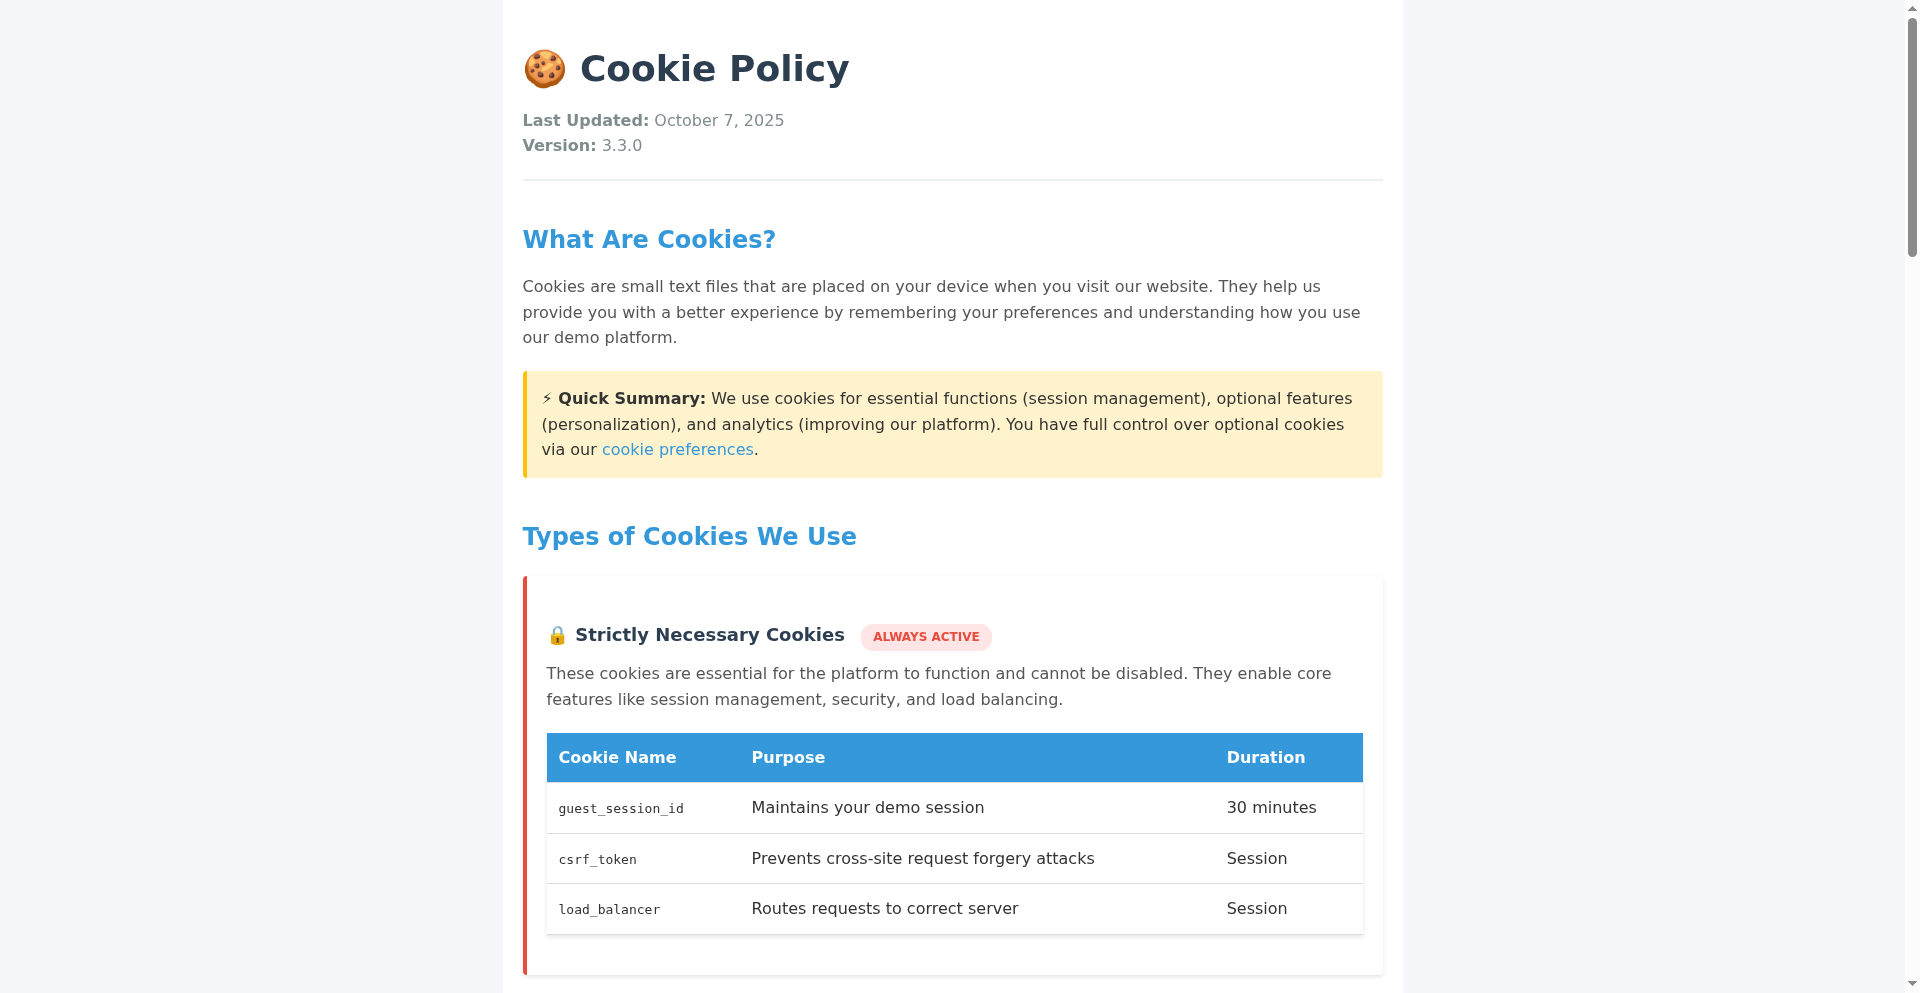 🍪 Cookie Policy
Last Updated: October 7, 2025
Version: 3.3.0
What Are Cookies?
Cookies are small text files that are placed on your device when you visit our website. They help us
provide you with a better experience by remembering your preferences and understanding how you use
our demo platform.
⚡ Quick Summary: We use cookies for essential functions (session management), optional features
(personalization), and analytics (improving our platform). You have full control over optional cookies
via our cookie preferences.
Types of Cookies We Use
🔒 Strictly Necessary Cookies ALWAYS ACTIVE
These cookies are essential for the platform to function and cannot be disabled. They enable core
features like session management, security, and load balancing.
Cookie Name Purpose Duration
guest_session_id Maintains your demo session 30 minutes
csrf_token Prevents cross-site request forgery attacks Session
load_balancer Routes requests to correct server Session